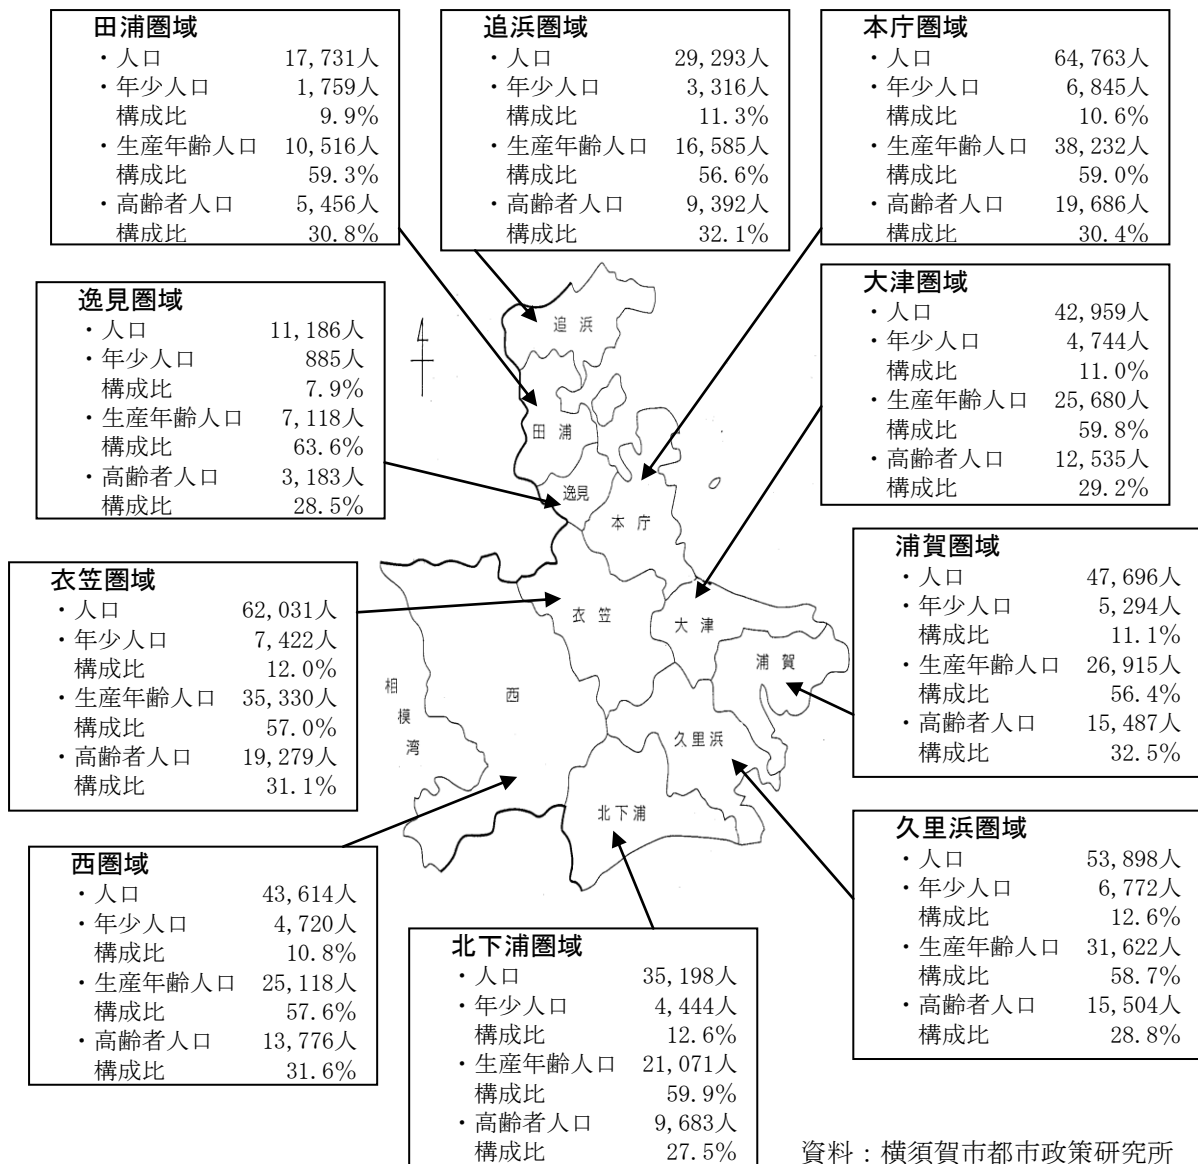 田浦圏域
・人口 17,731人
・年少人口 1,759人
構成比 9.9%
・生産年齢人口 10,516人
構成比 59.3%
・高齢者人口 5,456人
構成比 30.8%
追浜圏域
・人口 29,293人
・年少人口 3,316人
構成比 11.3%
・生産年齢人口 16,585人
構成比 56.6%
・高齢者人口 9,392人
構成比 32.1%
本庁圏域
・人口 64,763人
・年少人口 6,845人
構成比 10.6%
・生産年齢人口 38,232人
構成比 59.0%
・高齢者人口 19,686人
構成比 30.4%
逸見圏域
・人口 11,186人
・年少人口 885人
構成比 7.9%
・生産年齢人口 7,118人
構成比 63.6%
・高齢者人口 3,183人
構成比 28.5%
大津圏域
・人口 42,959人
・年少人口 4,744人
構成比 11.0%
・生産年齢人口 25,680人
構成比 59.8%
・高齢者人口 12,535人
構成比 29.2%
追浜
田浦
逸見
本庁
衣笠
大津
浦賀
西
久里浜
北下浦
相模湾
衣笠圏域
・人口 62,031人
・年少人口 7,422人
構成比 12.0%
・生産年齢人口 35,330人
構成比 57.0%
・高齢者人口 19,279人
構成比 31.1%
浦賀圏域
・人口 47,696人
・年少人口 5,294人
構成比 11.1%
・生産年齢人口 26,915人
構成比 56.4%
・高齢者人口 15,487人
構成比 32.5%
西圏域
・人口 43,614人
・年少人口 4,720人
構成比 10.8%
・生産年齢人口 25,118人
構成比 57.6%
・高齢者人口 13,776人
構成比 31.6%
北下浦圏域
・人口 35,198人
・年少人口 4,444人
構成比 12.6%
・生産年齢人口 21,071人
構成比 59.9%
・高齢者人口 9,683人
構成比 27.5%
久里浜圏域
・人口 53,898人
・年少人口 6,772人
構成比 12.6%
・生産年齢人口 31,622人
構成比 58.7%
・高齢者人口 15,504人
構成比 28.8%
資料：横須賀市都市政策研究所